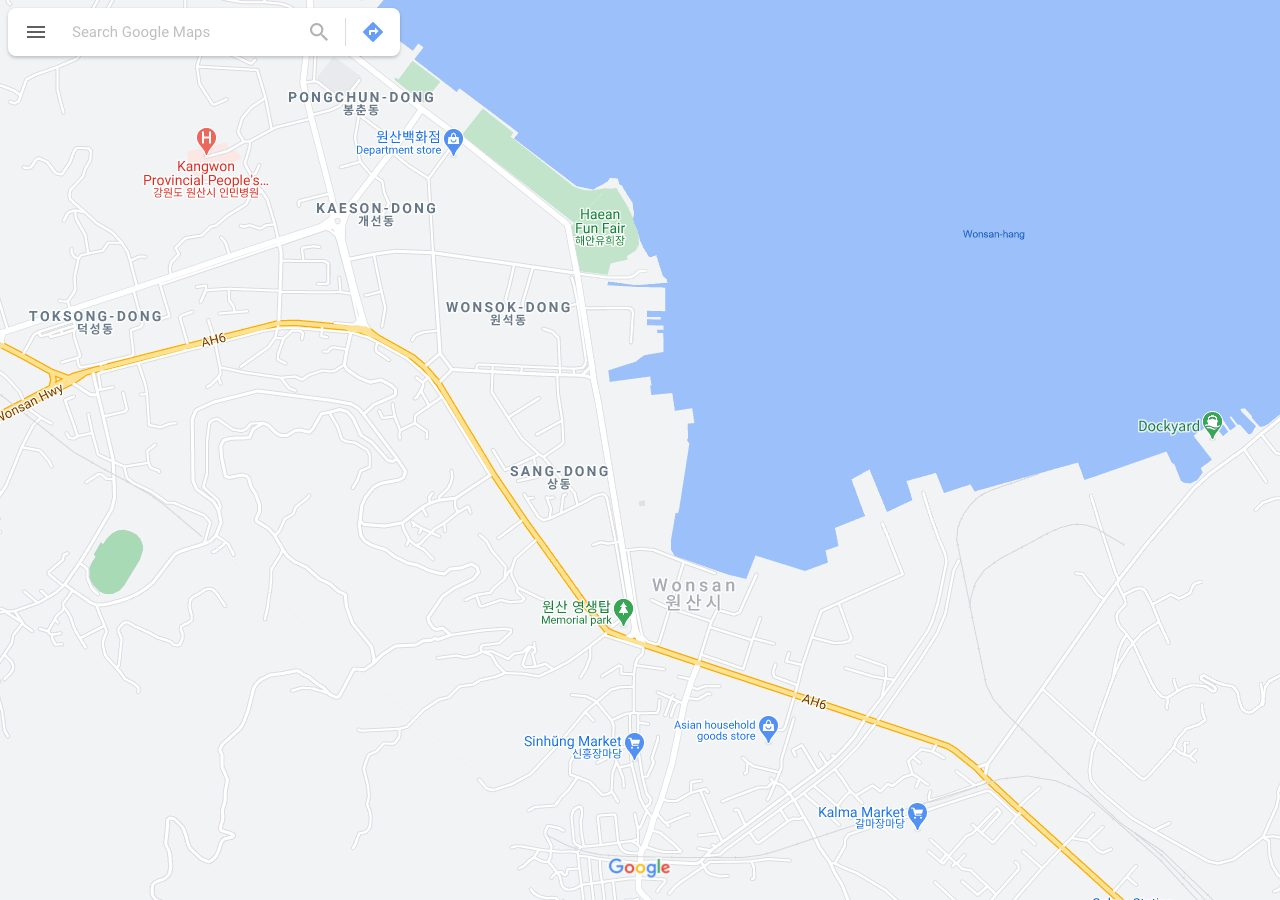 Search Google Maps
PONGCHUN-DONG
봉춘동
원산백화점
Department store
Kangwon
Provincial People's...
강원도 원산시 인민병원
KAESON-DONG
개선동
Haean
Fun Fair
해안유희장
Wonsan-hang
TOKSONG-DONG
덕성동
WONSOK-DONG
원석동
AH6
Wonsan Hwy
Dockyard
SANG-DONG
상동
Wonsan
원산시
원산 영생탑
Memorial park
AH6
Asian household
goods store
Sinhŭng Market
신흥장마당
Kalma Market
갈마장마당
Google